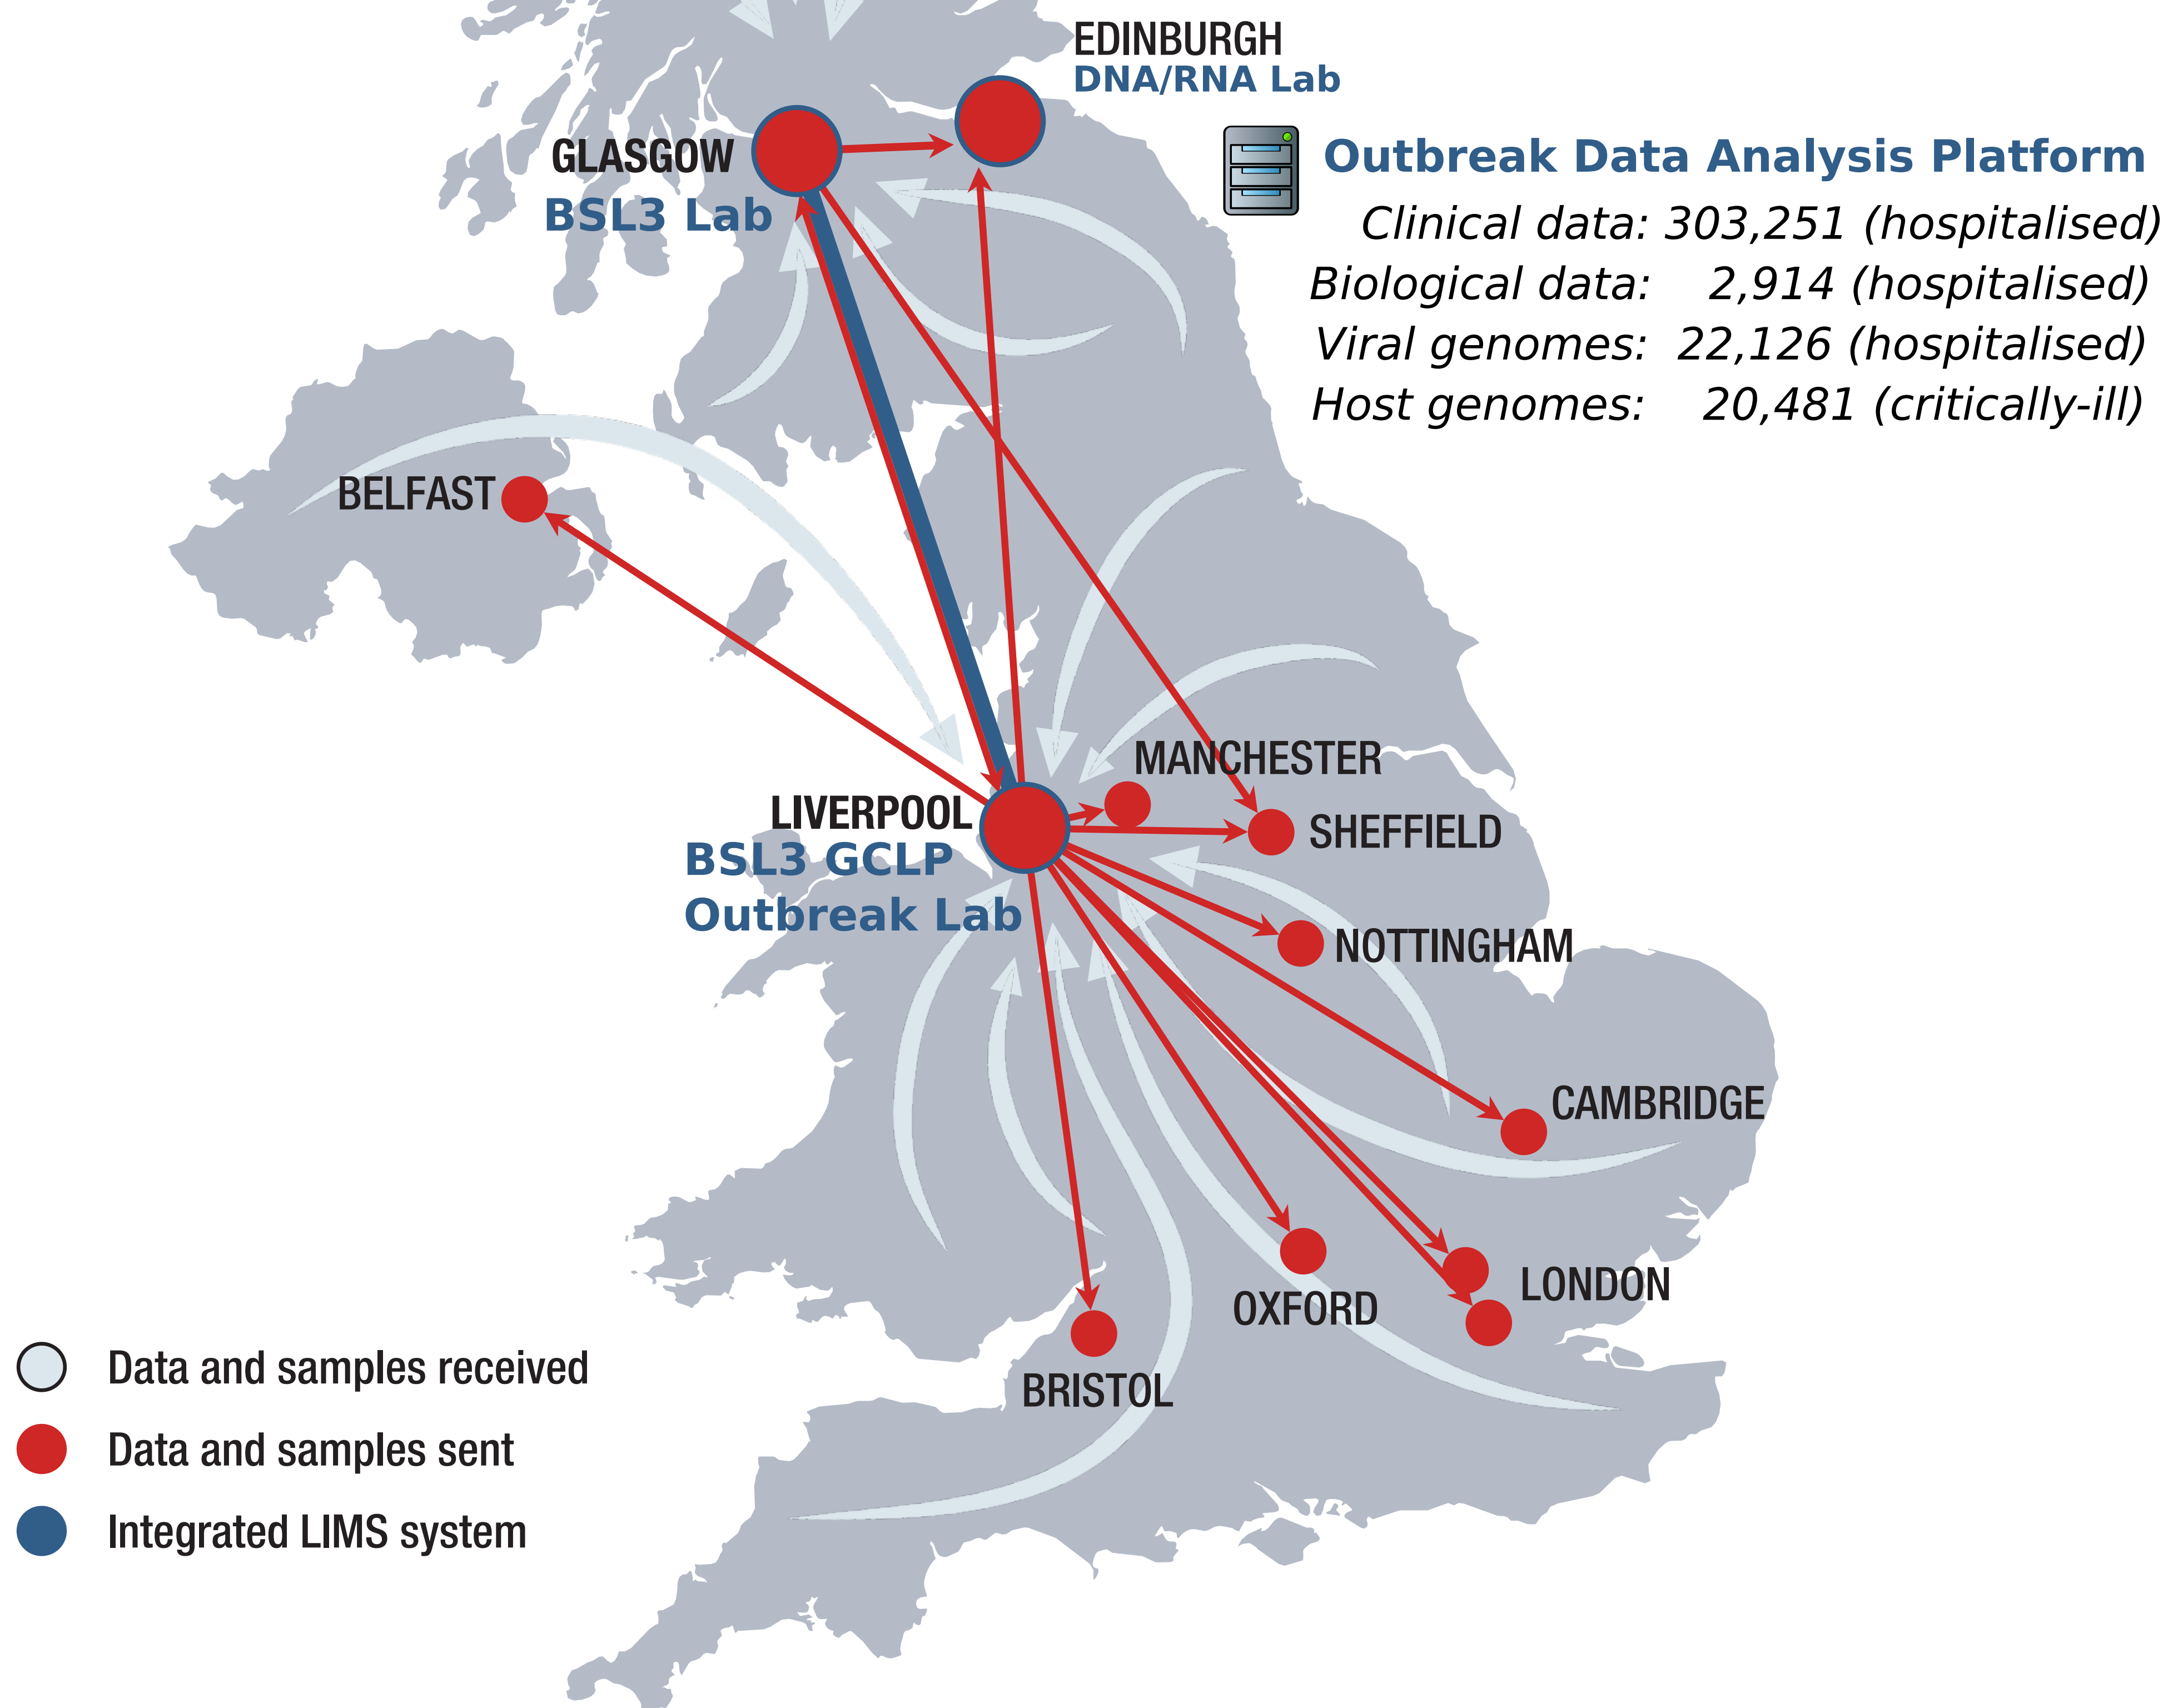 EDINBURGH
DNA/RNA Lab
GLASGOW
BSL3 Lab
Outbreak Data Analysis Platform
Clinical data: 303,251 (hospitalised)
Biological data: 2,914 (hospitalised)
Viral genomes: 22,126 (hospitalised)
Host genomes: 20,481 (critically-ill)
BELFAST
MANCHESTER
LIVERPOOL
BSL3 GCLP
Outbreak Lab
SHEFFIELD
NOTTINGHAM
CAMBRIDGE
LONDON
OXFORD
BRISTOL
Data and samples received
Data and samples sent
Integrated LIMS system